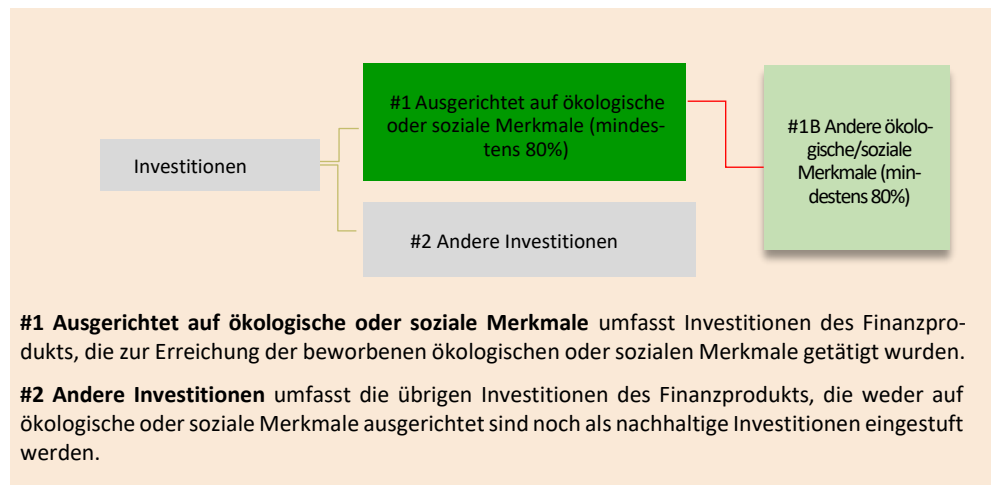 #1 Ausgerichtet auf ökologische
oder soziale Merkmale (mindes-
tens 80%)
#1B Andere ökolo-
gische/soziale
Merkmale (min-
destens 80%)
Investitionen
#2 Andere Investitionen
#1 Ausgerichtet auf ökologische oder soziale Merkmale umfasst Investitionen des Finanzpro-
dukts, die zur Erreichung der beworbenen ökologischen oder sozialen Merkmale getätigt wurden.
#2 Andere Investitionen umfasst die übrigen Investitionen des Finanzprodukts, die weder auf
ökologische oder soziale Merkmale ausgerichtet sind noch als nachhaltige Investitionen eingestuft
werden.